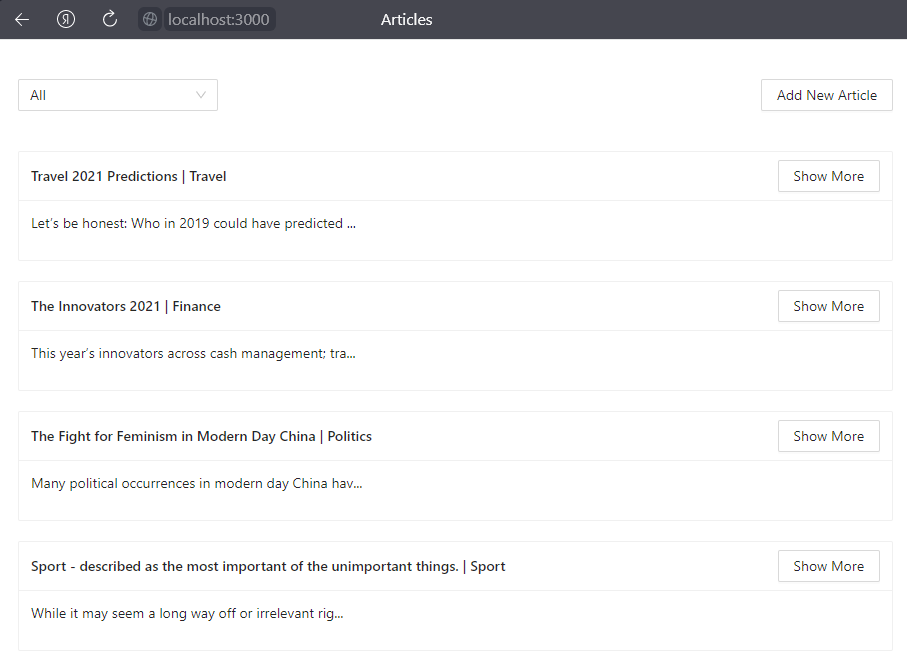 Я localhost:3000 Articles
All Add New Article
Travel 2021 Predictions | Travel Show More
Let’s be honest: Who in 2019 could have predicted ...
The Innovators 2021 | Finance Show More
This year’s innovators across cash management; tra...
The Fight for Feminism in Modern Day China | Politics Show More
Many political occurrences in modern day China hav...
Sport - described as the most important of the unimportant things. | Sport Show More
While it may seem a long way off or irrelevant rig...